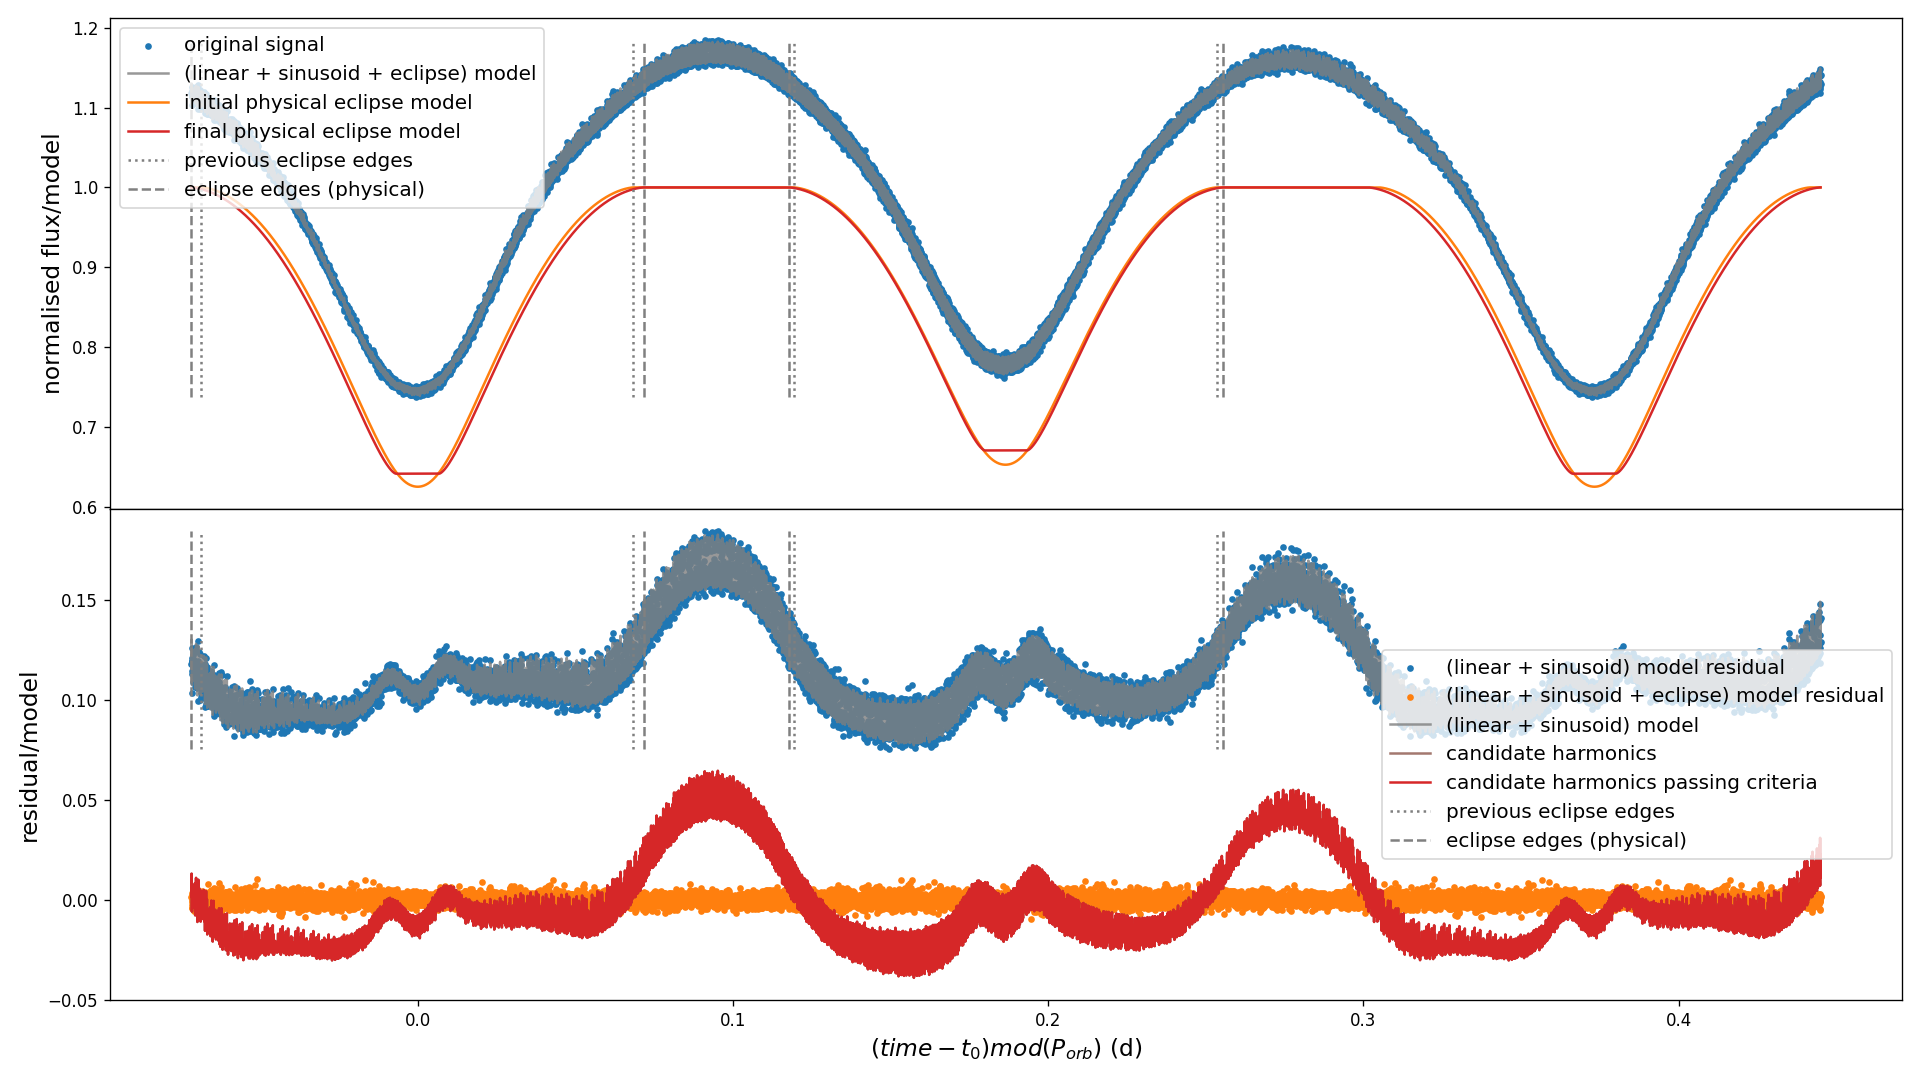 normalised flux/model
1.2
1.1
1.0
0.9
0.8
0.7
0.6
original signal
(linear + sinusoid + eclipse) model
initial physical eclipse model
final physical eclipse model
previous eclipse edges
eclipse edges (physical)
residual/model
0.15
0.10
0.05
0.00
−0.05
(linear + sinusoid) model residual
(linear + sinusoid + eclipse) model residual
(linear + sinusoid) model
candidate harmonics
candidate harmonics passing criteria
previous eclipse edges
eclipse edges (physical)
0.0 0.1 0.2 0.3 0.4
(time − t₀)mod(P_orb) (d)